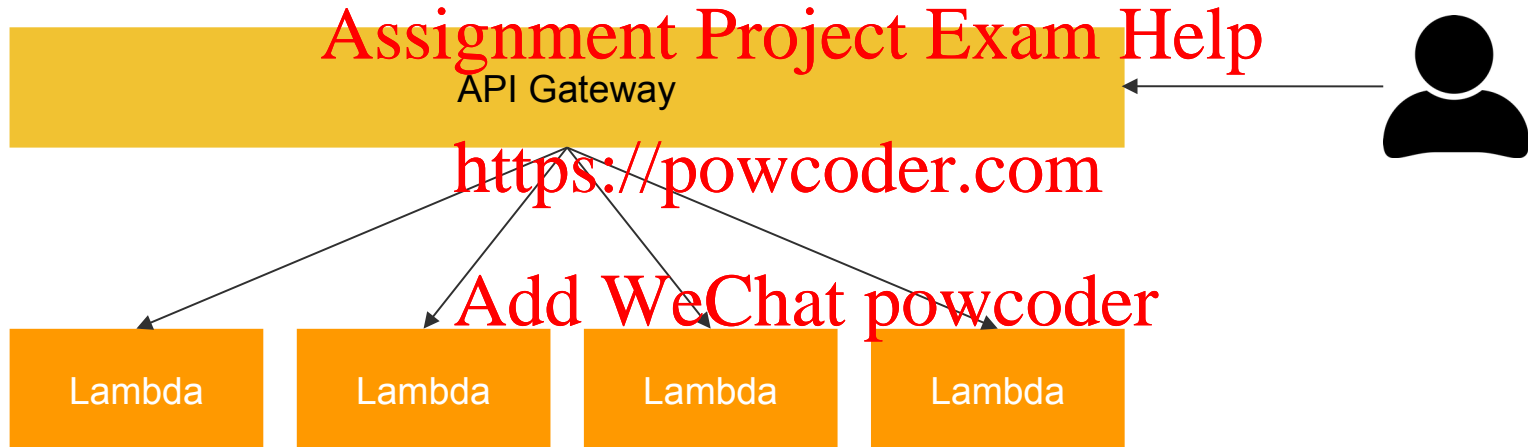 Assignment Project Exam Help
API Gateway
https://powcoder.com
Add WeChat powcoder
Lambda Lambda Lambda Lambda